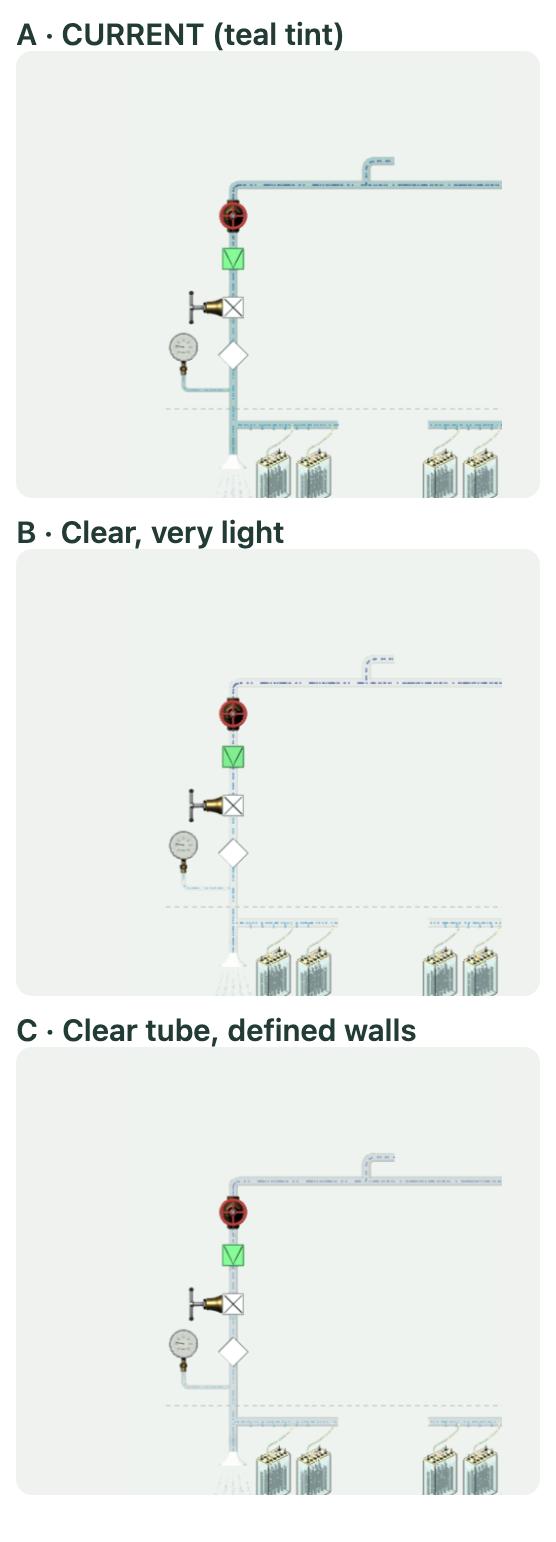 A · CURRENT (teal tint)
B · Clear, very light
C · Clear tube, defined walls